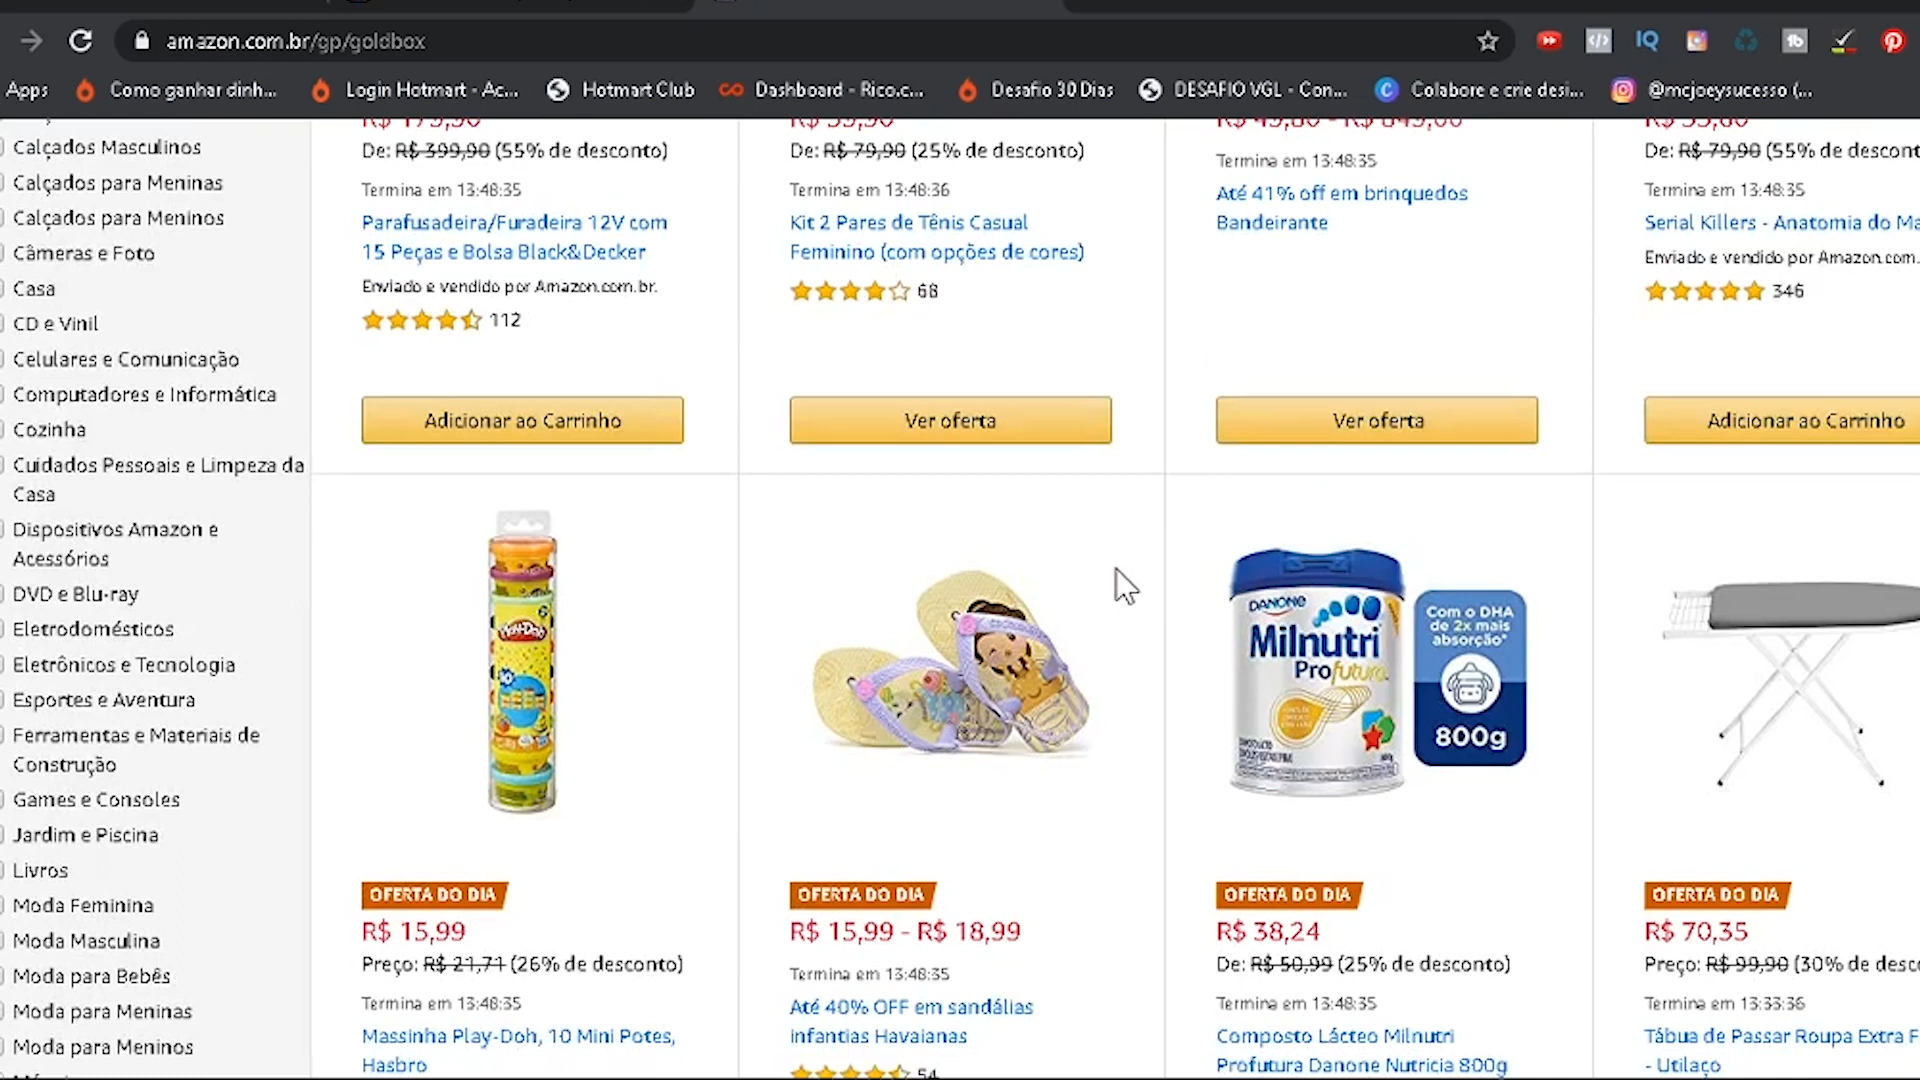 amazon.com.br/gp/goldbox
Apps
Como ganhar dinh...
Login Hotmart - Ac...
Hotmart Club
Dashboard - Rico.c...
Desafio 30 Dias
DESAFIO VGL - Con...
Colabore e crie desi...
@mcjoeysucesso (...
Calçados Masculinos
Calçados para Meninas
Calçados para Meninos
Câmeras e Foto
Casa
CD e Vinil
Celulares e Comunicação
Computadores e Informática
Cozinha
Cuidados Pessoais e Limpeza da
Casa
Dispositivos Amazon e
Acessórios
DVD e Blu-ray
Eletrodomésticos
Eletrônicos e Tecnologia
Esportes e Aventura
Ferramentas e Materiais de
Construção
Games e Consoles
Jardim e Piscina
Livros
Moda Feminina
Moda Masculina
Moda para Bebês
Moda para Meninas
Moda para Meninos
De: R$ 399,90 (55% de desconto)
Termina em 13:48:35
Parafusadeira/Furadeira 12V com
15 Peças e Bolsa Black&Decker
Enviado e vendido por Amazon.com.br.
112
Adicionar ao Carrinho
De: R$ 79,90 (25% de desconto)
Termina em 13:48:36
Kit 2 Pares de Tênis Casual
Feminino (com opções de cores)
68
Ver oferta
Termina em 13:48:35
Até 41% off em brinquedos
Bandeirante
Ver oferta
De: R$ 79,90 (55% de descont
Termina em 13:48:35
Serial Killers - Anatomia do Ma
Enviado e vendido por Amazon.com.
346
Adicionar ao Carrinho
Play-Doh
OFERTA DO DIA
R$ 15,99
Preço: R$ 21,71 (26% de desconto)
Termina em 13:48:35
Massinha Play-Doh, 10 Mini Potes,
Hasbro
OFERTA DO DIA
R$ 15,99 - R$ 18,99
Termina em 13:48:35
Até 40% OFF em sandálias
infantias Havaianas
54
DANONE
Milnutri
Profutura
Com o DHA
de 2x mais
absorção*
800g
OFERTA DO DIA
R$ 38,24
De: R$ 50,99 (25% de desconto)
Termina em 13:48:35
Composto Lácteo Milnutri
Profutura Danone Nutricia 800g
OFERTA DO DIA
R$ 70,35
Preço: R$ 99,90 (30% de desco
Termina em 13:33:36
Tábua de Passar Roupa Extra F
- Utilaço